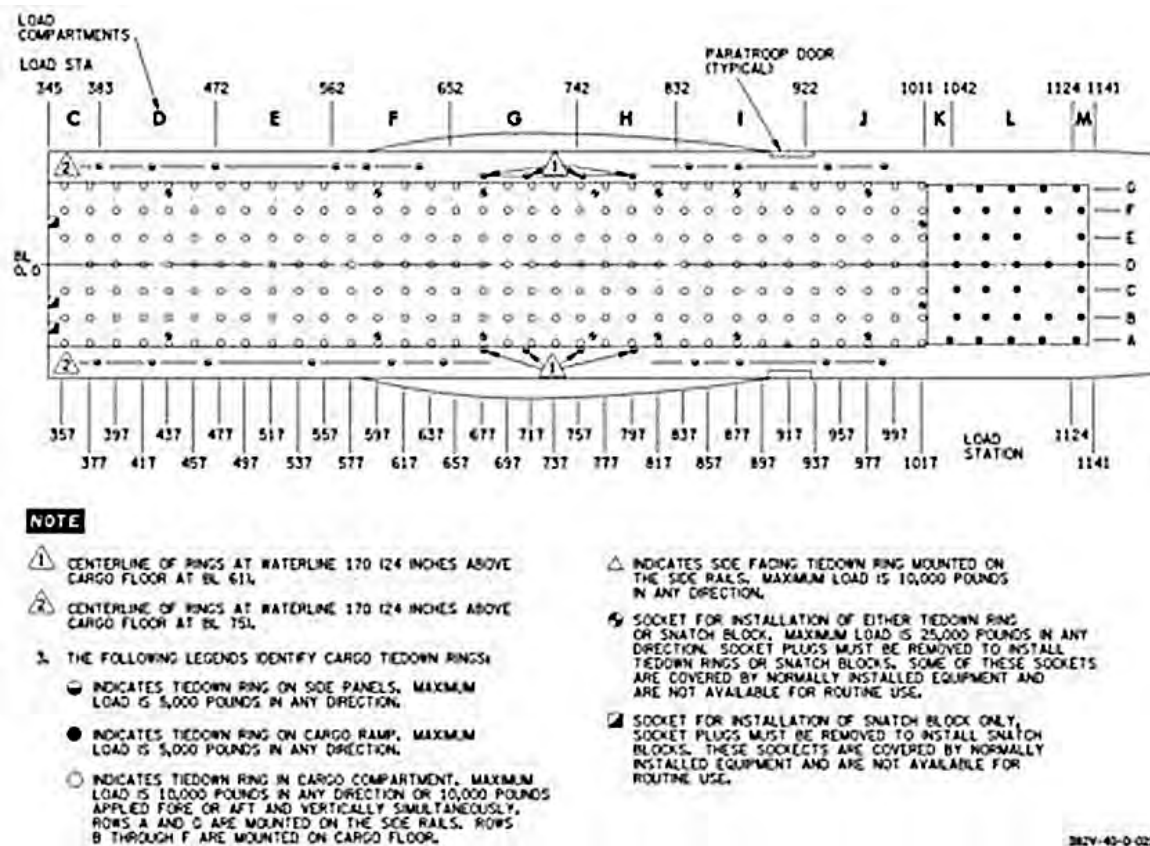 LOAD
COMPARTMENTS
LOAD STA
PARATROOP DOOR
(TYPICAL)
345 383 472 562 652 742 832 922 1011 1042 1124 1141
C D E F G H I J K L M
2 1
G
F
E
BL
0.0
D
C
B
A
2 1
357 397 437 477 517 557 597 637 677 717 757 797 837 877 917 957 997
LOAD
STATION
1124
377 417 457 497 537 577 617 657 697 737 777 817 857 897 937 977 1017
1141
NOTE
1 CENTERLINE OF RINGS AT WATERLINE 170 (24 INCHES ABOVE
CARGO FLOOR AT BL 61).
2 CENTERLINE OF RINGS AT WATERLINE 170 (24 INCHES ABOVE
CARGO FLOOR AT BL 75).
3. THE FOLLOWING LEGENDS IDENTIFY CARGO TIEDOWN RINGS:
INDICATES TIEDOWN RING ON SIDE PANELS. MAXIMUM
LOAD IS 5,000 POUNDS IN ANY DIRECTION.
INDICATES TIEDOWN RING ON CARGO RAMP. MAXIMUM
LOAD IS 5,000 POUNDS IN ANY DIRECTION.
INDICATES TIEDOWN RING IN CARGO COMPARTMENT. MAXIMUM
LOAD IS 10,000 POUNDS IN ANY DIRECTION OR 10,000 POUNDS
APPLIED FORE OR AFT AND VERTICALLY SIMULTANEOUSLY.
ROWS A AND G ARE MOUNTED ON THE SIDE RAILS. ROWS
B THROUGH F ARE MOUNTED ON CARGO FLOOR.
INDICATES SIDE FACING TIEDOWN RING MOUNTED ON
THE SIDE RAILS. MAXIMUM LOAD IS 10,000 POUNDS
IN ANY DIRECTION.
SOCKET FOR INSTALLATION OF EITHER TIEDOWN RING
OR SNATCH BLOCK. MAXIMUM LOAD IS 25,000 POUNDS IN ANY
DIRECTION. SOCKET PLUGS MUST BE REMOVED TO INSTALL
TIEDOWN RINGS OR SNATCH BLOCKS. SOME OF THESE SOCKETS
ARE COVERED BY NORMALLY INSTALLED EQUIPMENT AND
ARE NOT AVAILABLE FOR ROUTINE USE.
SOCKET FOR INSTALLATION OF SNATCH BLOCK ONLY.
SOCKET PLUGS MUST BE REMOVED TO INSTALL SNATCH
BLOCKS. THESE SOCKECTS ARE COVERED BY NORMALLY
INSTALLED EQUIPMENT AND ARE NOT AVAILABLE FOR
ROUTINE USE.